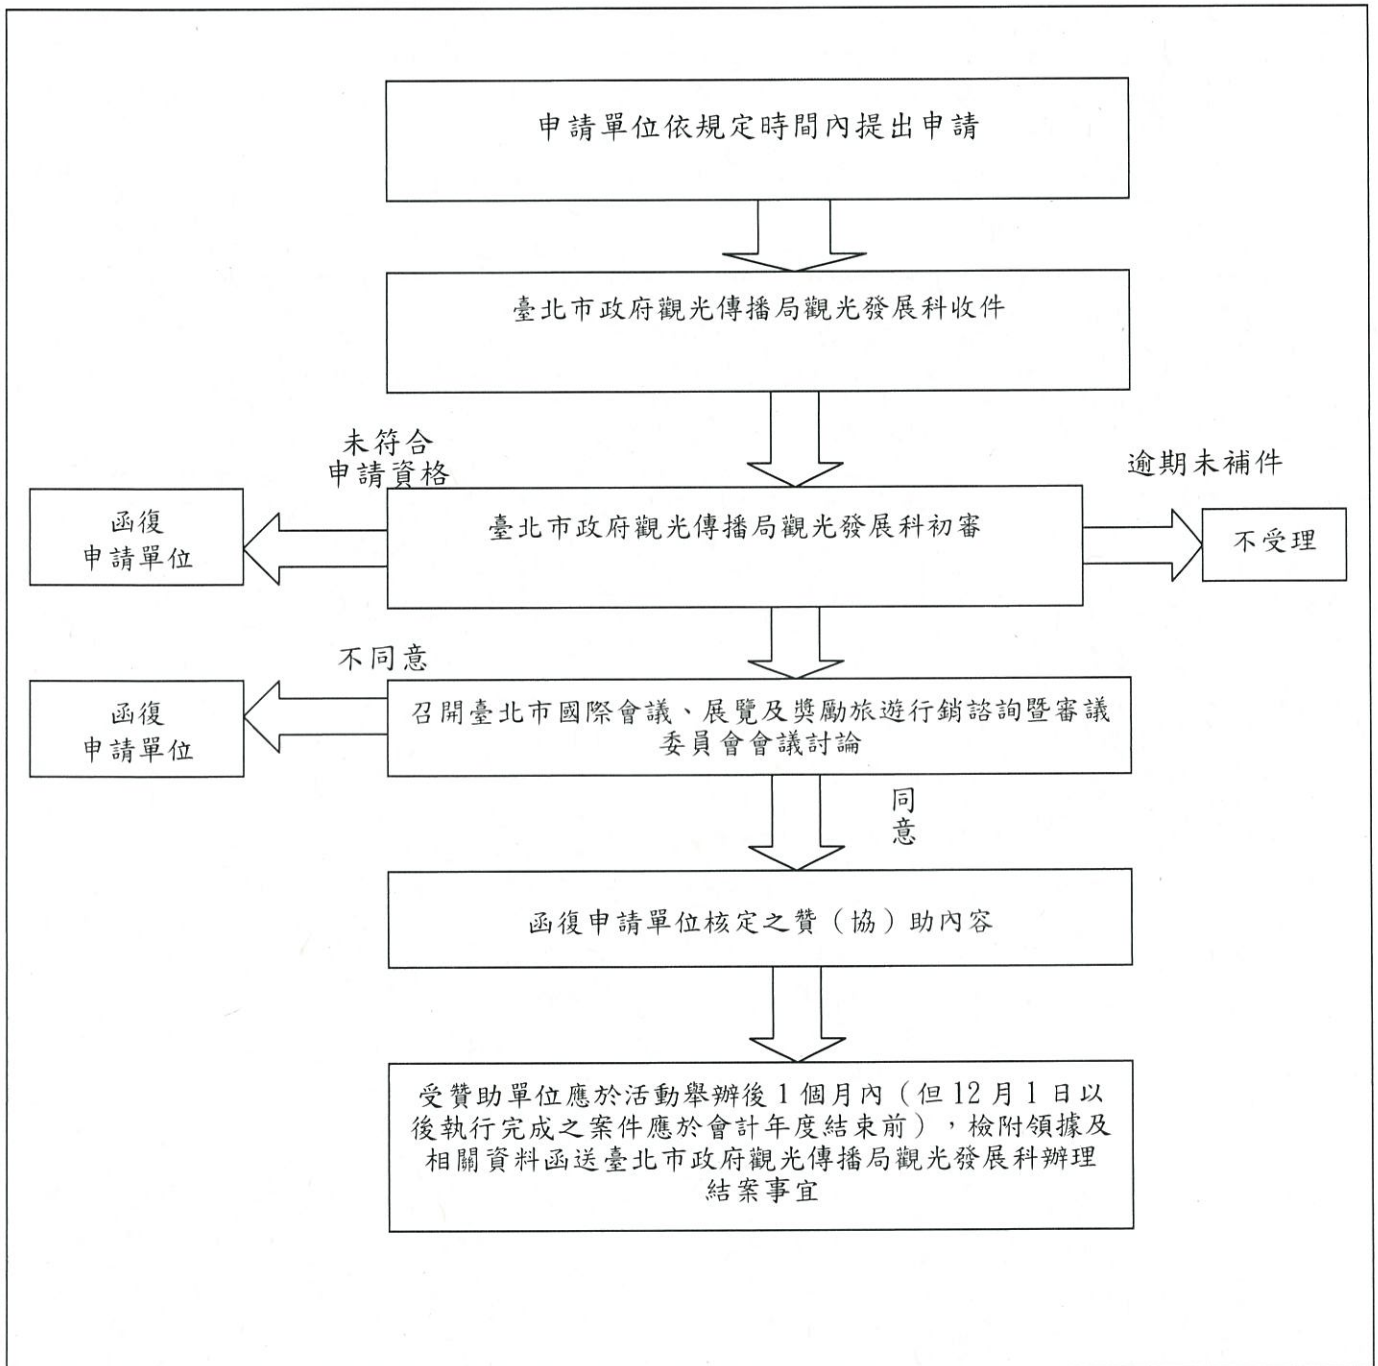 申請單位依規定時間內提出申請
臺北市政府觀光傳播局觀光發展科收件
未符合
申請資格
逾期未補件
函復
申請單位
臺北市政府觀光傳播局觀光發展科初審
不受理
不同意
函復
申請單位
召開臺北市國際會議、展覽及獎勵旅遊行銷諮詢暨審議
委員會會議討論
同
意
函復申請單位核定之贊（協）助內容
受贊助單位應於活動舉辦後1個月內（但12月1日以
後執行完成之案件應於會計年度結束前），檢附領據及
相關資料函送臺北市政府觀光傳播局觀光發展科辦理
結案事宜